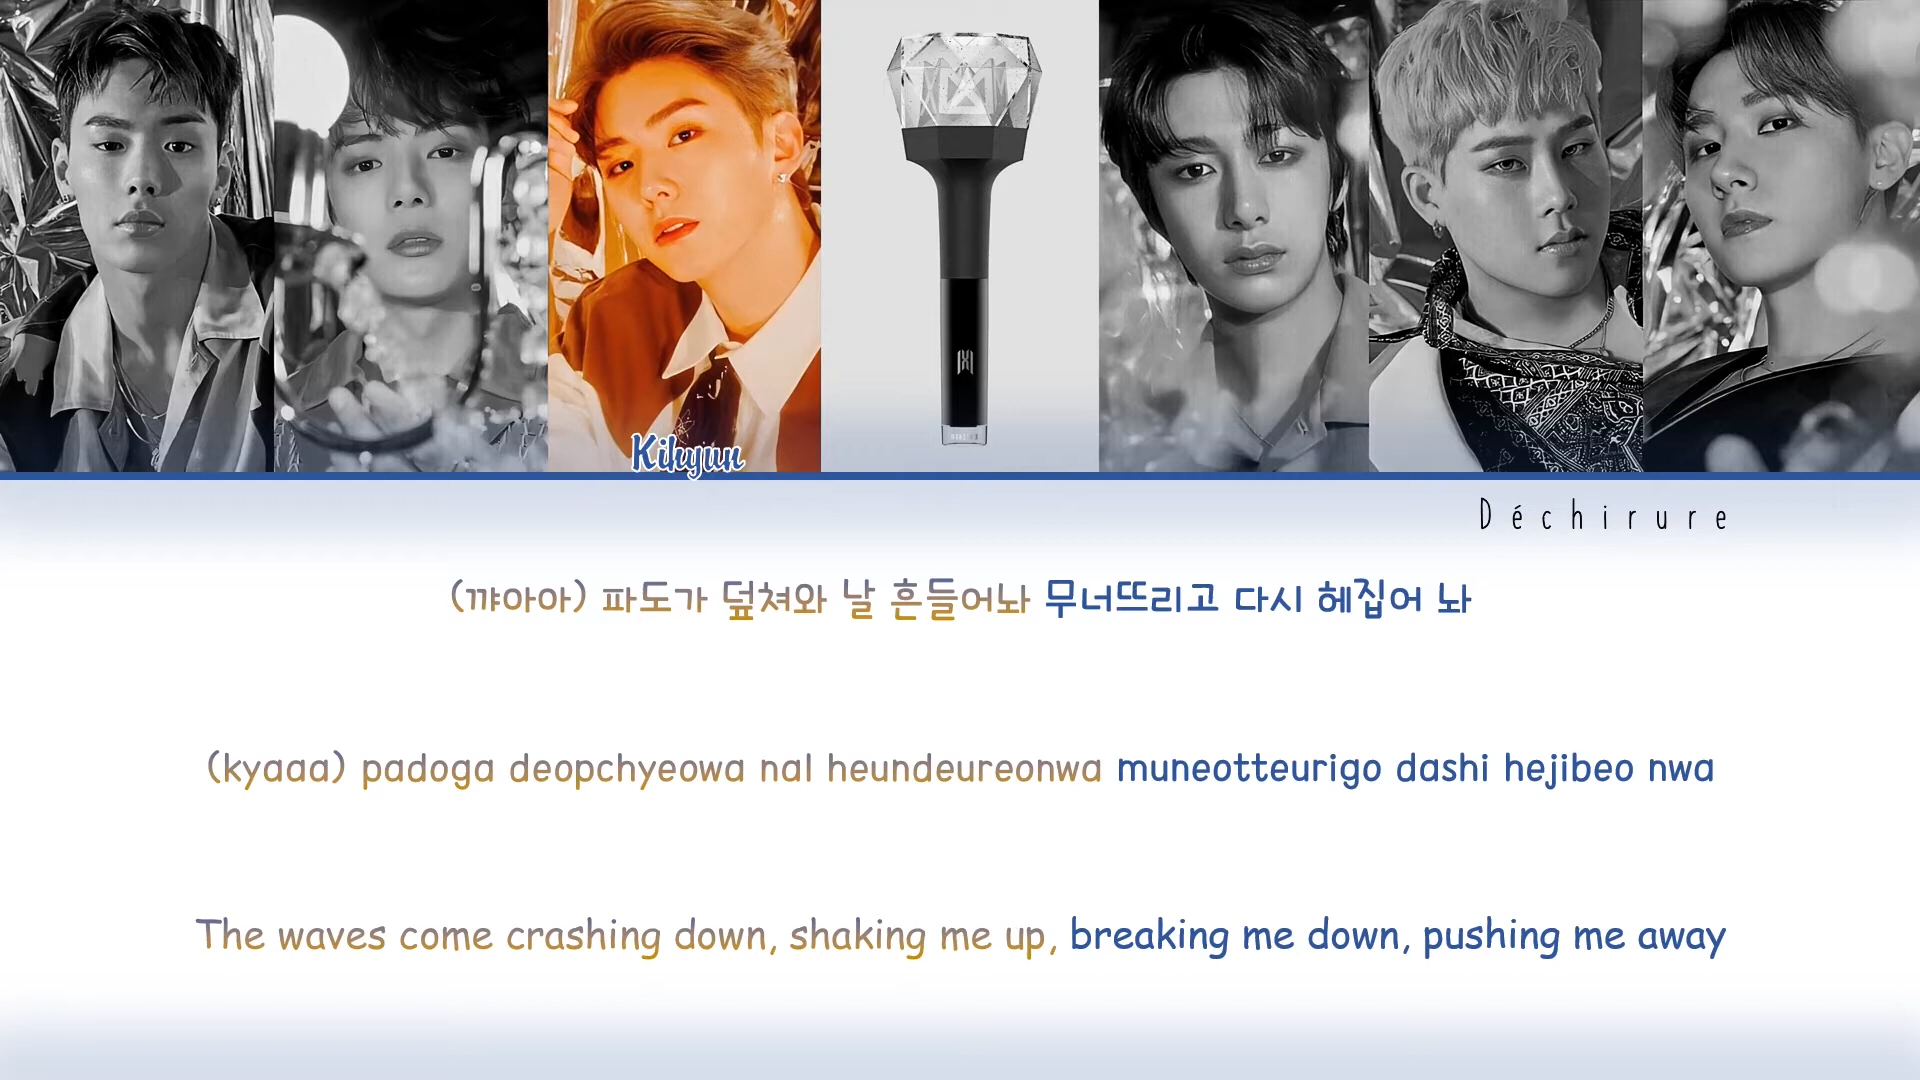 Kihyun
Déchirure
(꺄아아) 파도가 덮쳐와 날 흔들어놔 무너뜨리고 다시 헤집어 놔
(kyaaa) padoga deopchyeowa nal heundeureonwa muneotteurigo dashi hejibeo nwa
The waves come crashing down, shaking me up, breaking me down, pushing me away